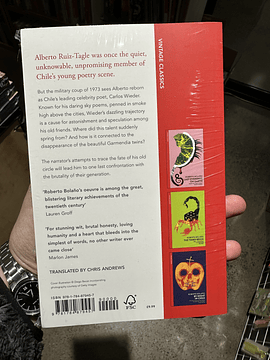 Alberto Ruiz-Tagle was once the quiet,
unknowable, unpromising member of
Chile's young poetry scene.
But the military coup of 1973 sees Alberto reborn
as Chile's leading celebrity poet, Carlos Wieder.
Known for his daring sky poems, penned in smoke
high above the cities, Wieder's dazzling trajectory
is a cause for astonishment and speculation among
his old friends. Where did this talent suddenly
spring from? And how is it connected to the
disappearance of the beautiful Garmendia twins?
The narrator's attempts to trace the fate of his old
circle will lead him to one last confrontation with
the brutality of their generation.
'Roberto Bolaño's oeuvre is among the great,
blistering literary achievements of the
twentieth century'
Lauren Groff
'For stunning wit, brutal honesty, loving
humanity and a heart that bleeds into the
simplest of words, no other writer ever
came close'
Marlon James
TRANSLATED BY CHRIS ANDREWS
FSC
VINTAGE CLASSICS